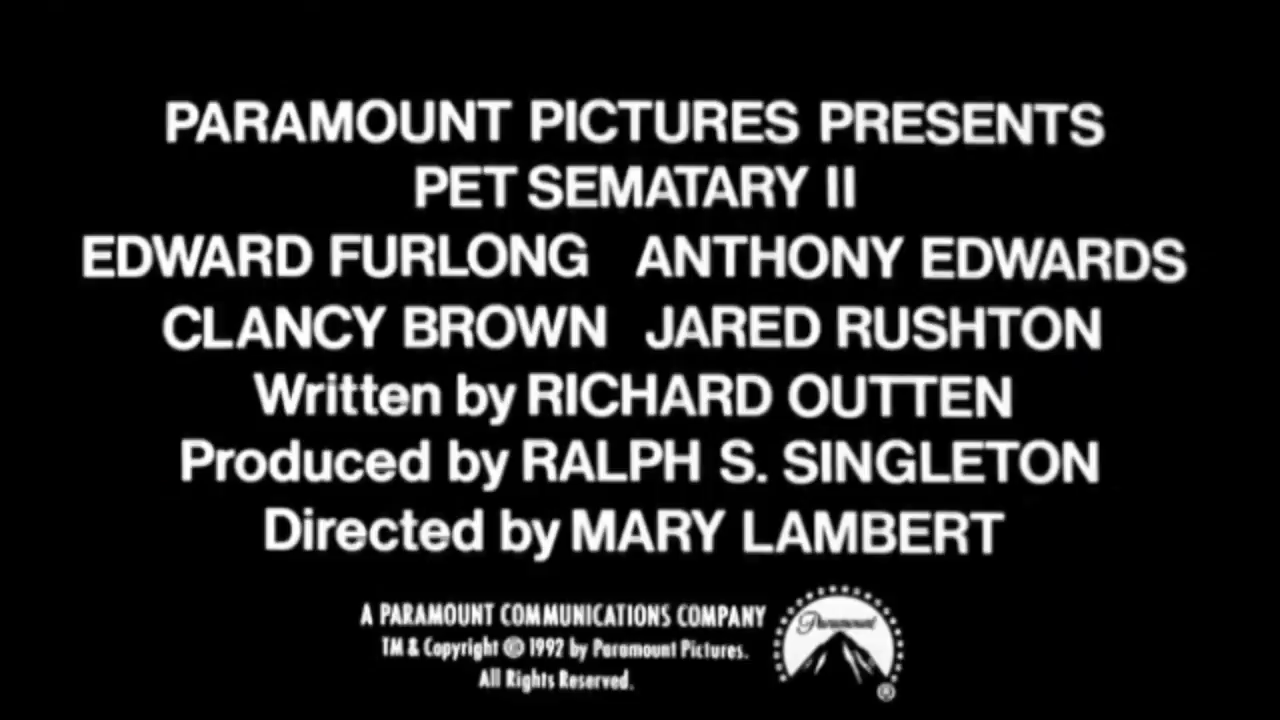 PARAMOUNT PICTURES PRESENTS
PET SEMATARY II
EDWARD FURLONG ANTHONY EDWARDS
CLANCY BROWN JARED RUSHTON
Written by RICHARD OUTTEN
Produced by RALPH S. SINGLETON
Directed by MARY LAMBERT
A PARAMOUNT COMMUNICATIONS COMPANY
TM & Copyright © 1992 by Paramount Pictures.
All Rights Reserved.
Paramount
®